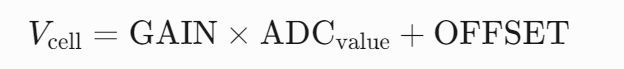 V_cell = GAIN × ADC_value + OFFSET